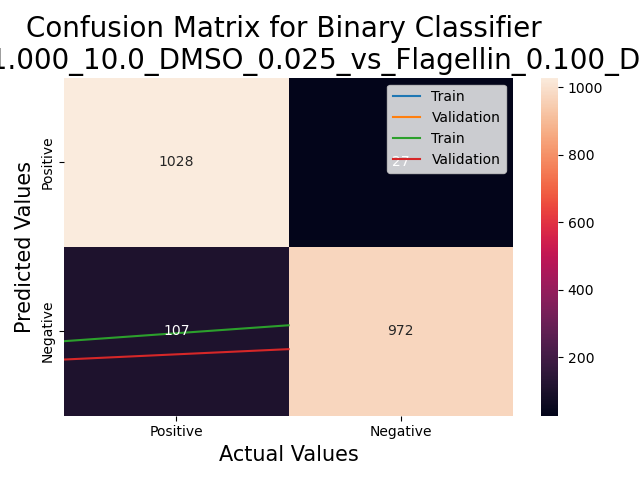 Confusion Matrix for Binary Classifier
1.000_10.0_DMSO_0.025_vs_Flagellin_0.100_D
Train
Validation
Train
Validation
1028
27
107
972
Positive
Negative
Predicted Values
Positive
Negative
Actual Values
1000
800
600
400
200